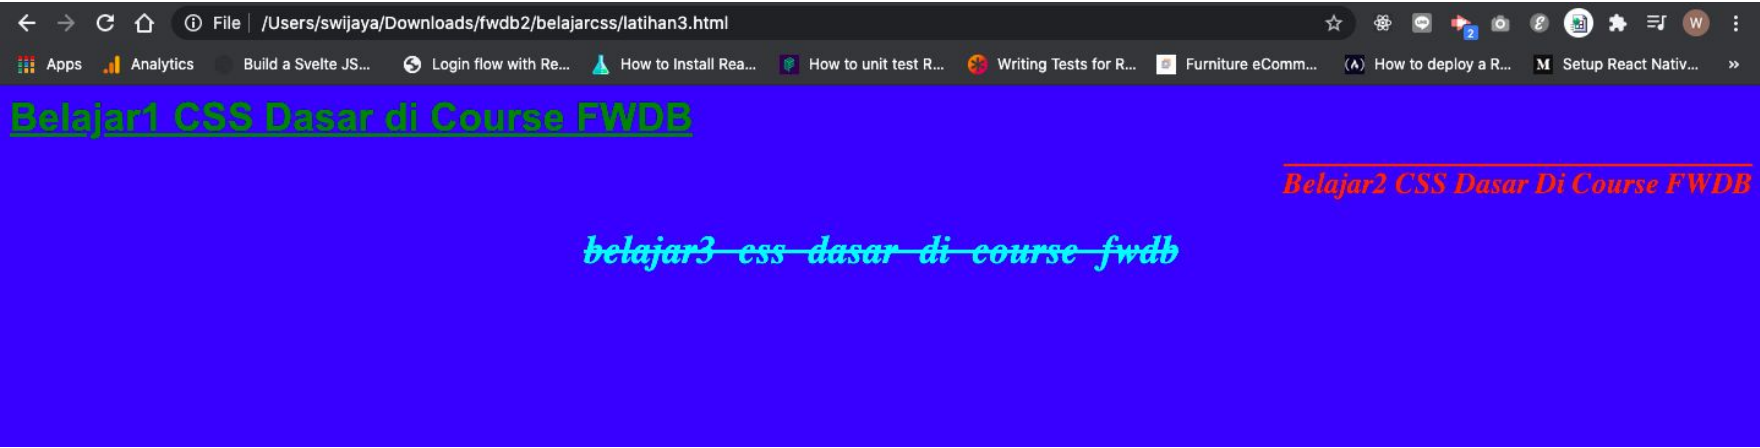 File | /Users/swijaya/Downloads/fwdb2/belajarcss/latihan3.html
2 W
Apps Analytics Build a Svelte JS... Login flow with Re... How to Install Rea... How to unit test R... Writing Tests for R... Furniture eComm... How to deploy a R... M Setup React Nativ... »
Belajar1 CSS Dasar di Course FWDB
Belajar2 CSS Dasar Di Course FWDB
belajar3 css dasar di course fwdb